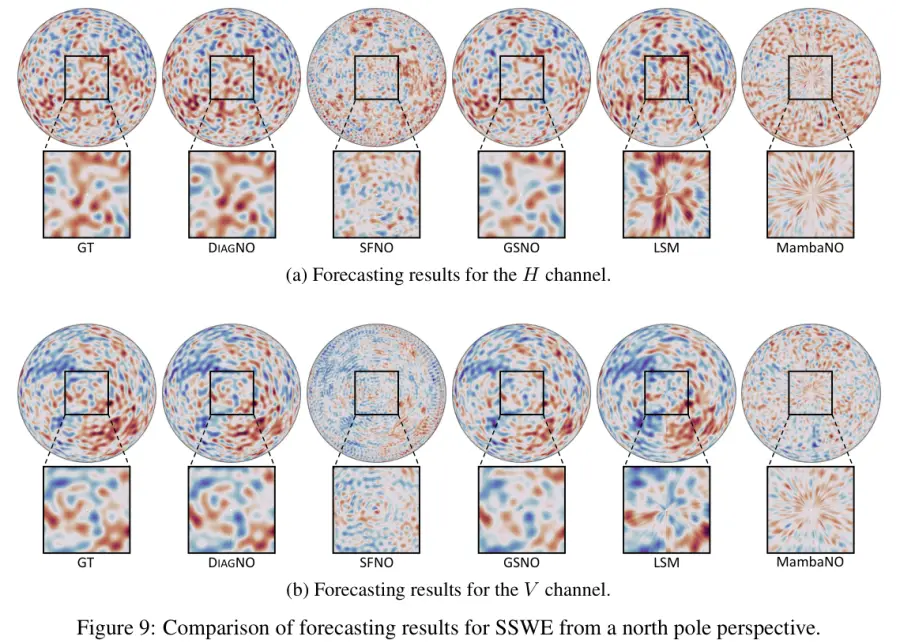 GT DIAGNO SFNO GSNO LSM MambaNO
(a) Forecasting results for the H channel.
GT DIAGNO SFNO GSNO LSM MambaNO
(b) Forecasting results for the V channel.
Figure 9: Comparison of forecasting results for SSWE from a north pole perspective.